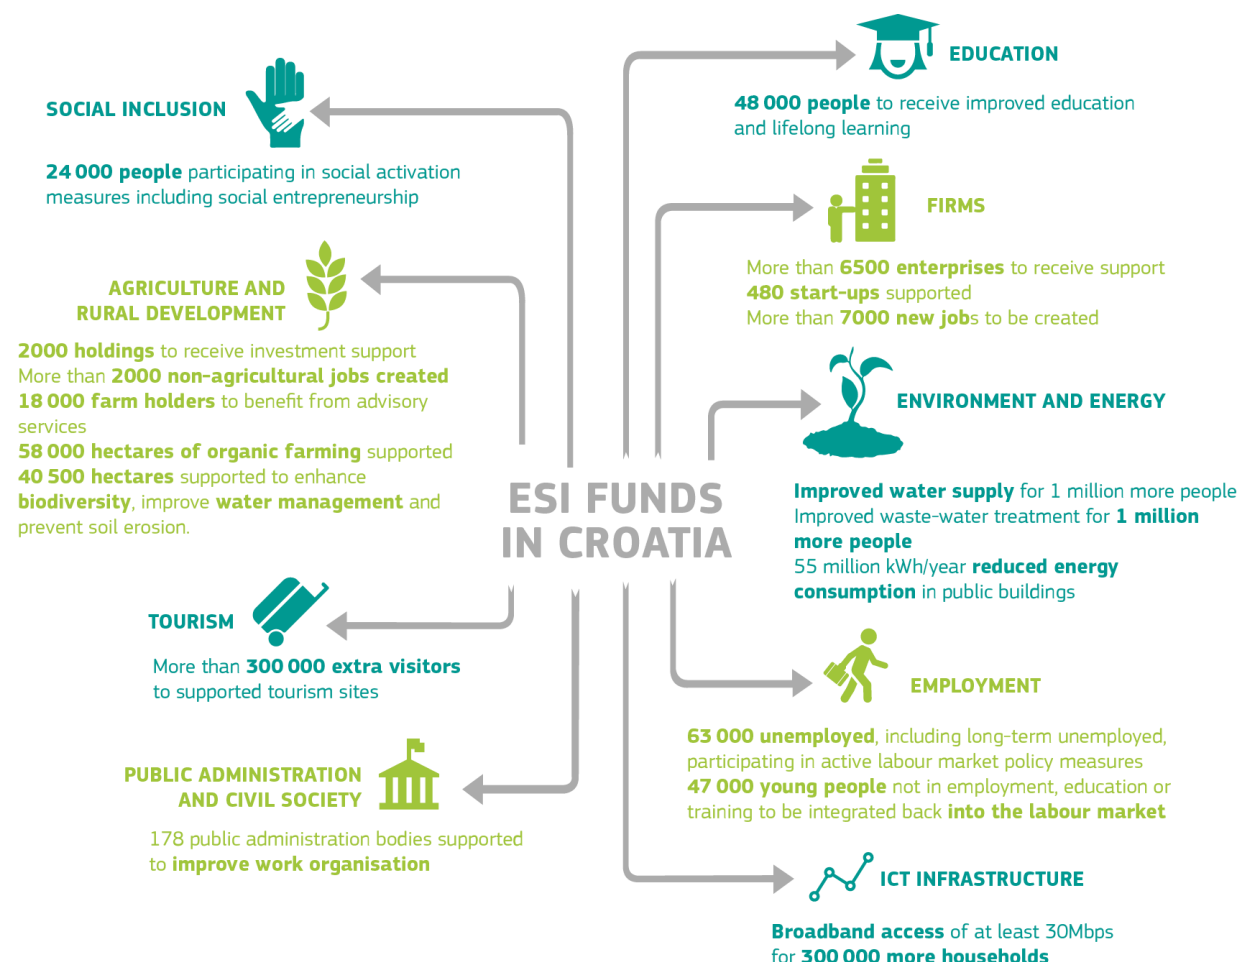 ESI FUNDS
IN CROATIA
SOCIAL INCLUSION
24 000 people participating in social activation
measures including social entrepreneurship
AGRICULTURE AND
RURAL DEVELOPMENT
2000 holdings to receive investment support
More than 2000 non-agricultural jobs created
18 000 farm holders to benefit from advisory
services
58 000 hectares of organic farming supported
40 500 hectares supported to enhance
biodiversity, improve water management and
prevent soil erosion.
TOURISM
More than 300 000 extra visitors
to supported tourism sites
PUBLIC ADMINISTRATION
AND CIVIL SOCIETY
178 public administration bodies supported
to improve work organisation
EDUCATION
48 000 people to receive improved education
and lifelong learning
FIRMS
More than 6500 enterprises to receive support
480 start-ups supported
More than 7000 new jobs to be created
ENVIRONMENT AND ENERGY
Improved water supply for 1 million more people
Improved waste-water treatment for 1 million
more people
55 million kWh/year reduced energy
consumption in public buildings
EMPLOYMENT
63 000 unemployed, including long-term unemployed,
participating in active labour market policy measures
47 000 young people not in employment, education or
training to be integrated back into the labour market
ICT INFRASTRUCTURE
Broadband access of at least 30Mbps
for 300 000 more households